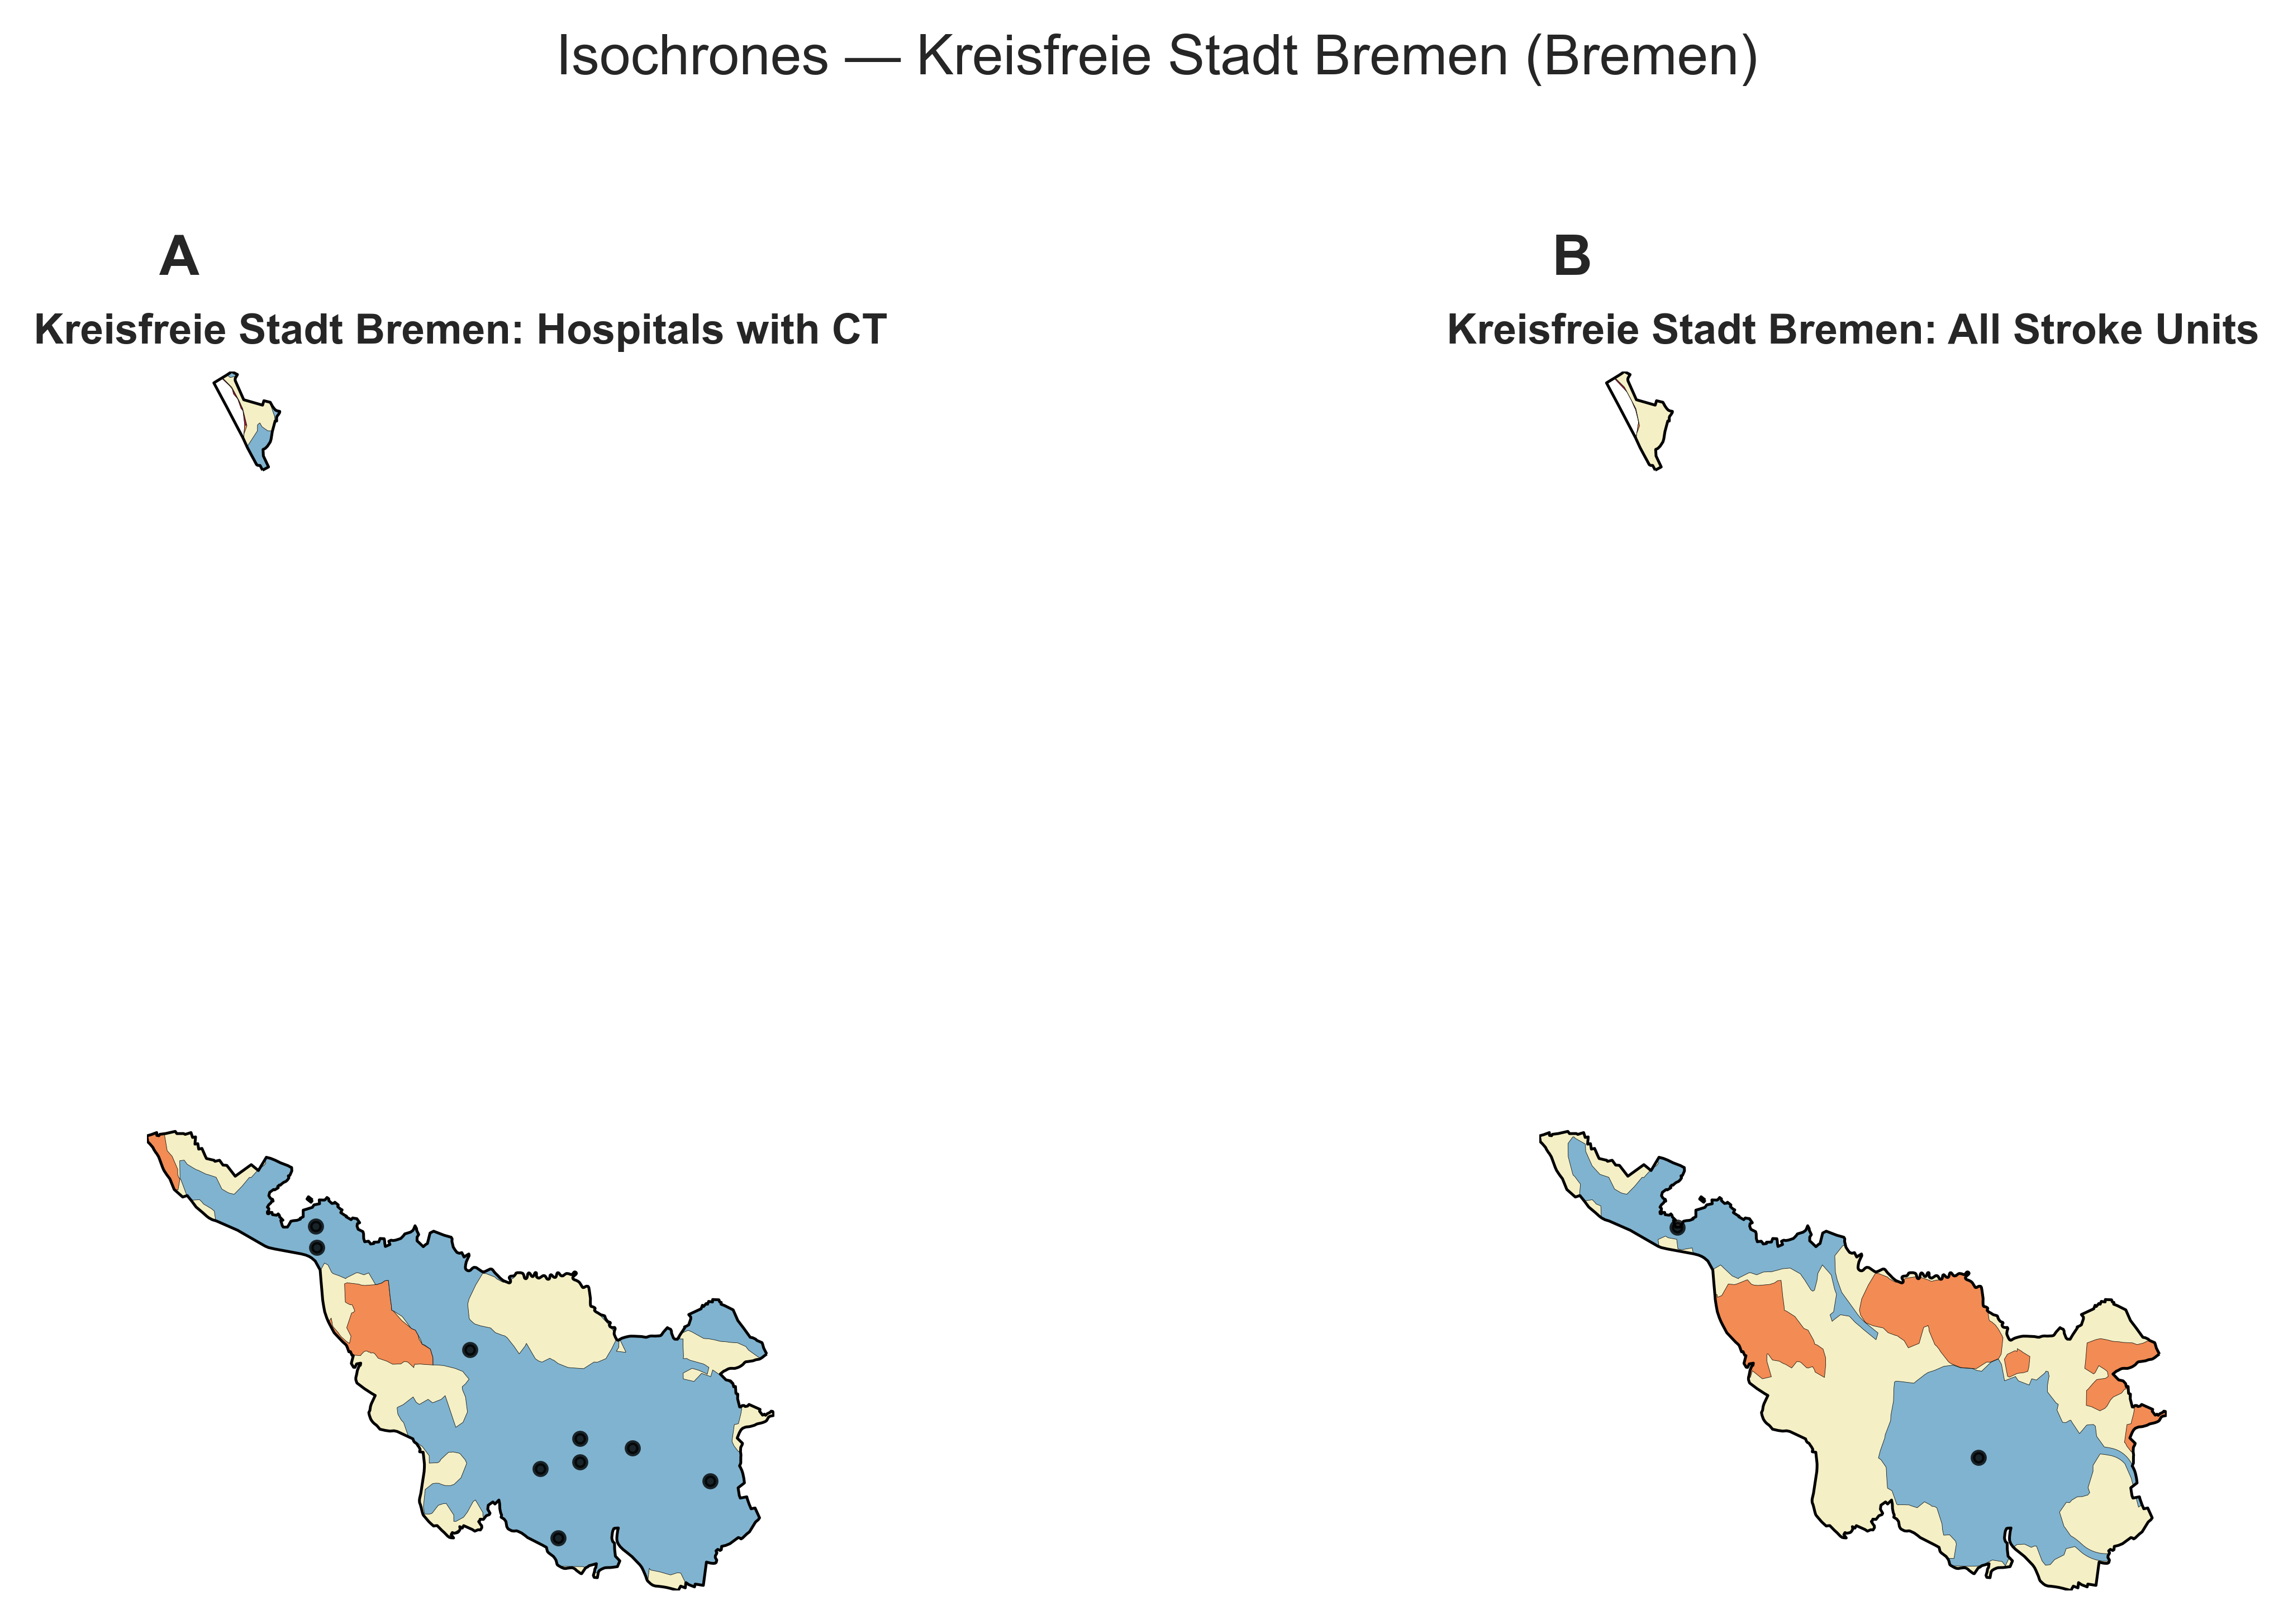 Isochrones — Kreisfreie Stadt Bremen (Bremen)
A
Kreisfreie Stadt Bremen: Hospitals with CT
B
Kreisfreie Stadt Bremen: All Stroke Units